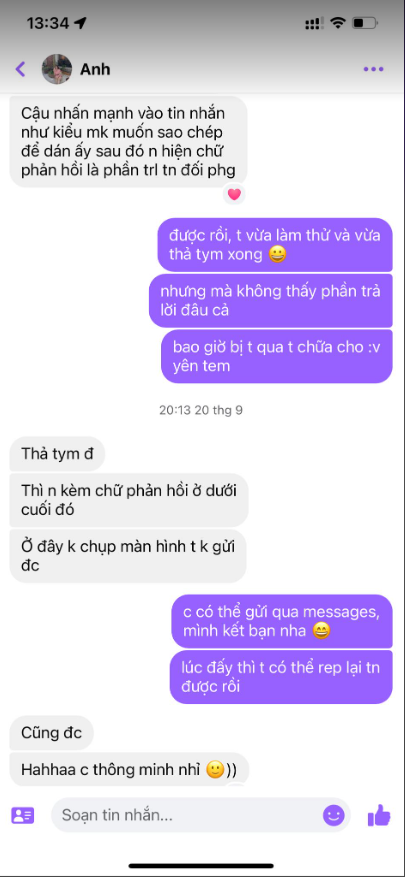 13:34
Anh
Cậu nhấn mạnh vào tin nhắn
như kiểu mk muốn sao chép
để dán ấy sau đó n hiện chữ
phản hồi là phần trl tn đối phg
được rồi, t vừa làm thử và vừa
thả tym xong 😀
nhưng mà không thấy phần trả
lời đâu cả
bao giờ bị t qua t chữa cho :v
yên tem
20:13 20 thg 9
Thả tym đ
Thì n kèm chữ phản hồi ở dưới
cuối đó
Ở đây k chụp màn hình t k gửi
đc
c có thể gửi qua messages,
mình kết bạn nha 😄
lúc đấy thì t có thể rep lại tn
được rồi
Cũng đc
Hahhaa c thông minh nhỉ 🙂))
Soạn tin nhắn...